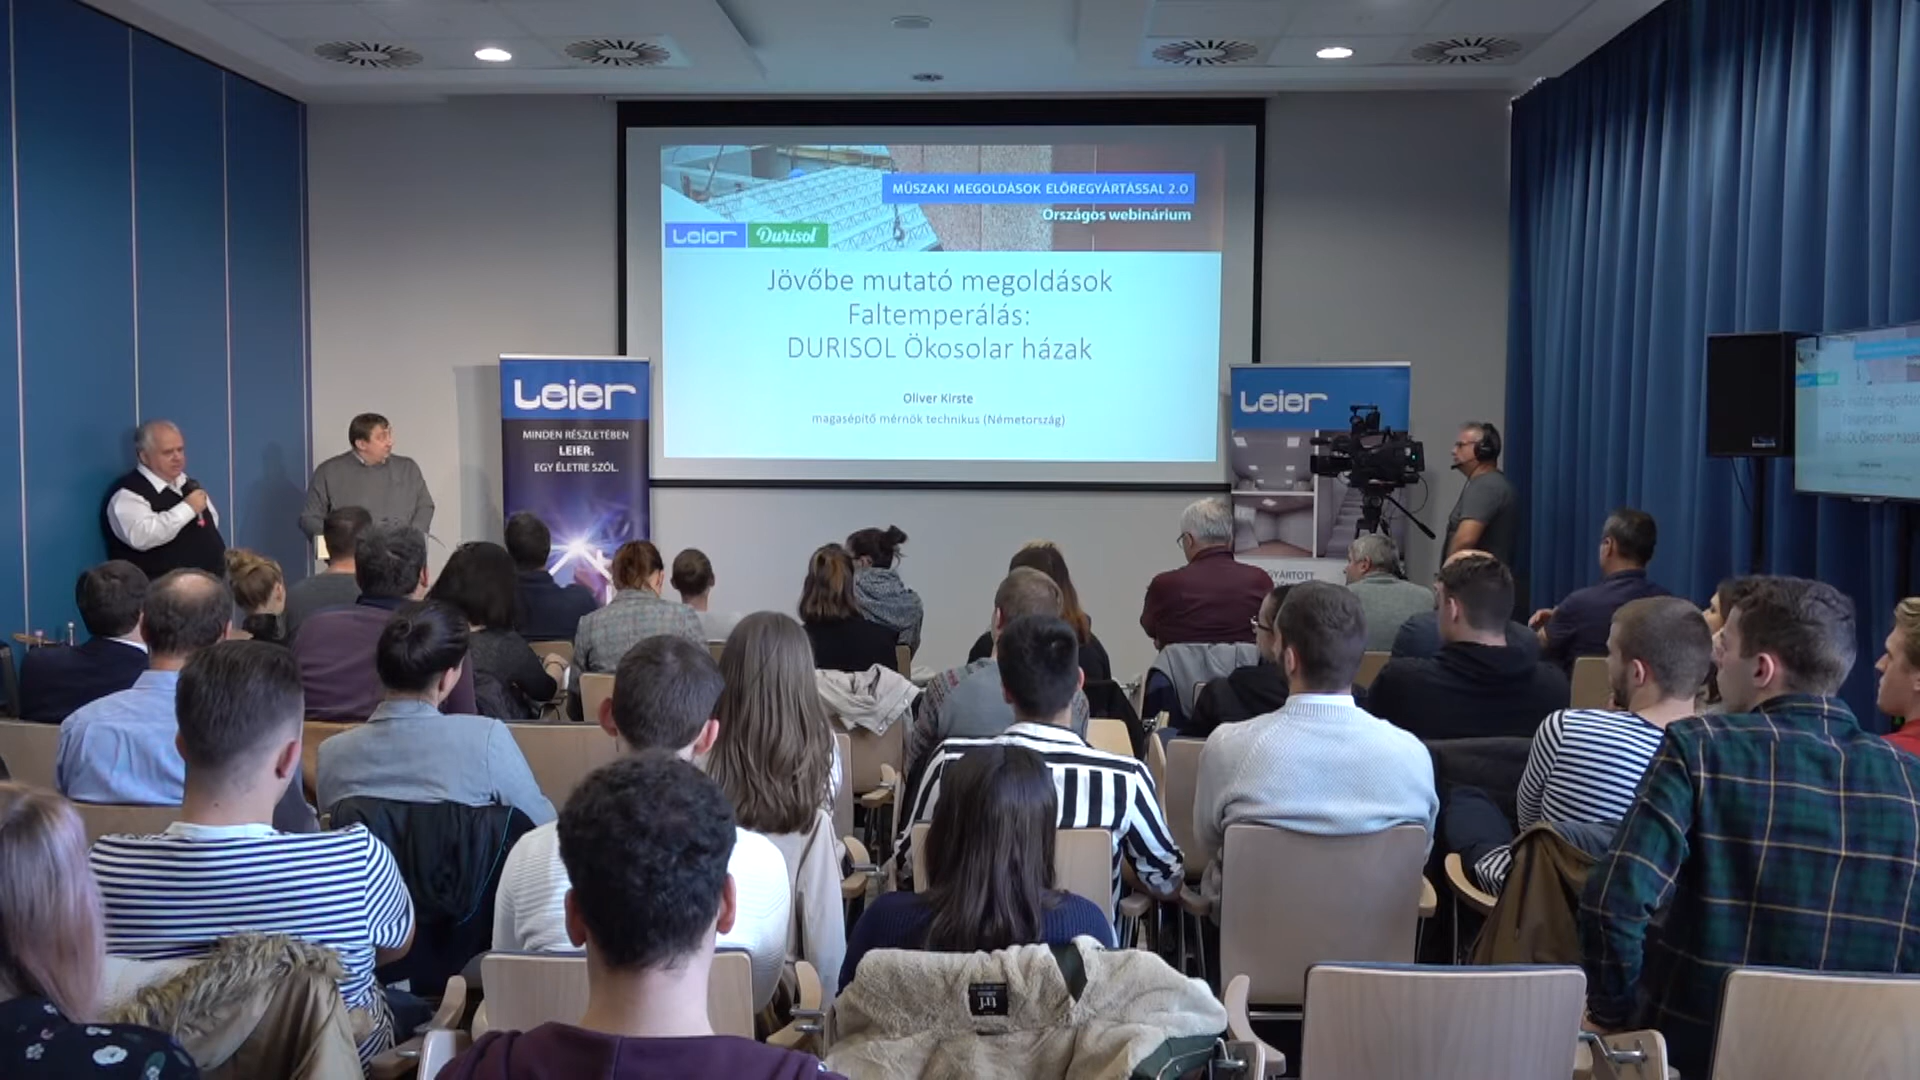 MŰSZAKI MEGOLDÁSOK ELŐREGYÁRTÁSSAL 2.0
Országos webinárium
Leier Durisol
Jövőbe mutató megoldások
Faltemperálás:
DURISOL Ökosolar házak
Oliver Kirste
magasépítő mérnök technikus (Németország)
Leier
MINDEN RÉSZLETÉBEN
LEIER.
EGY ÉLETRE SZÓL.
Leier